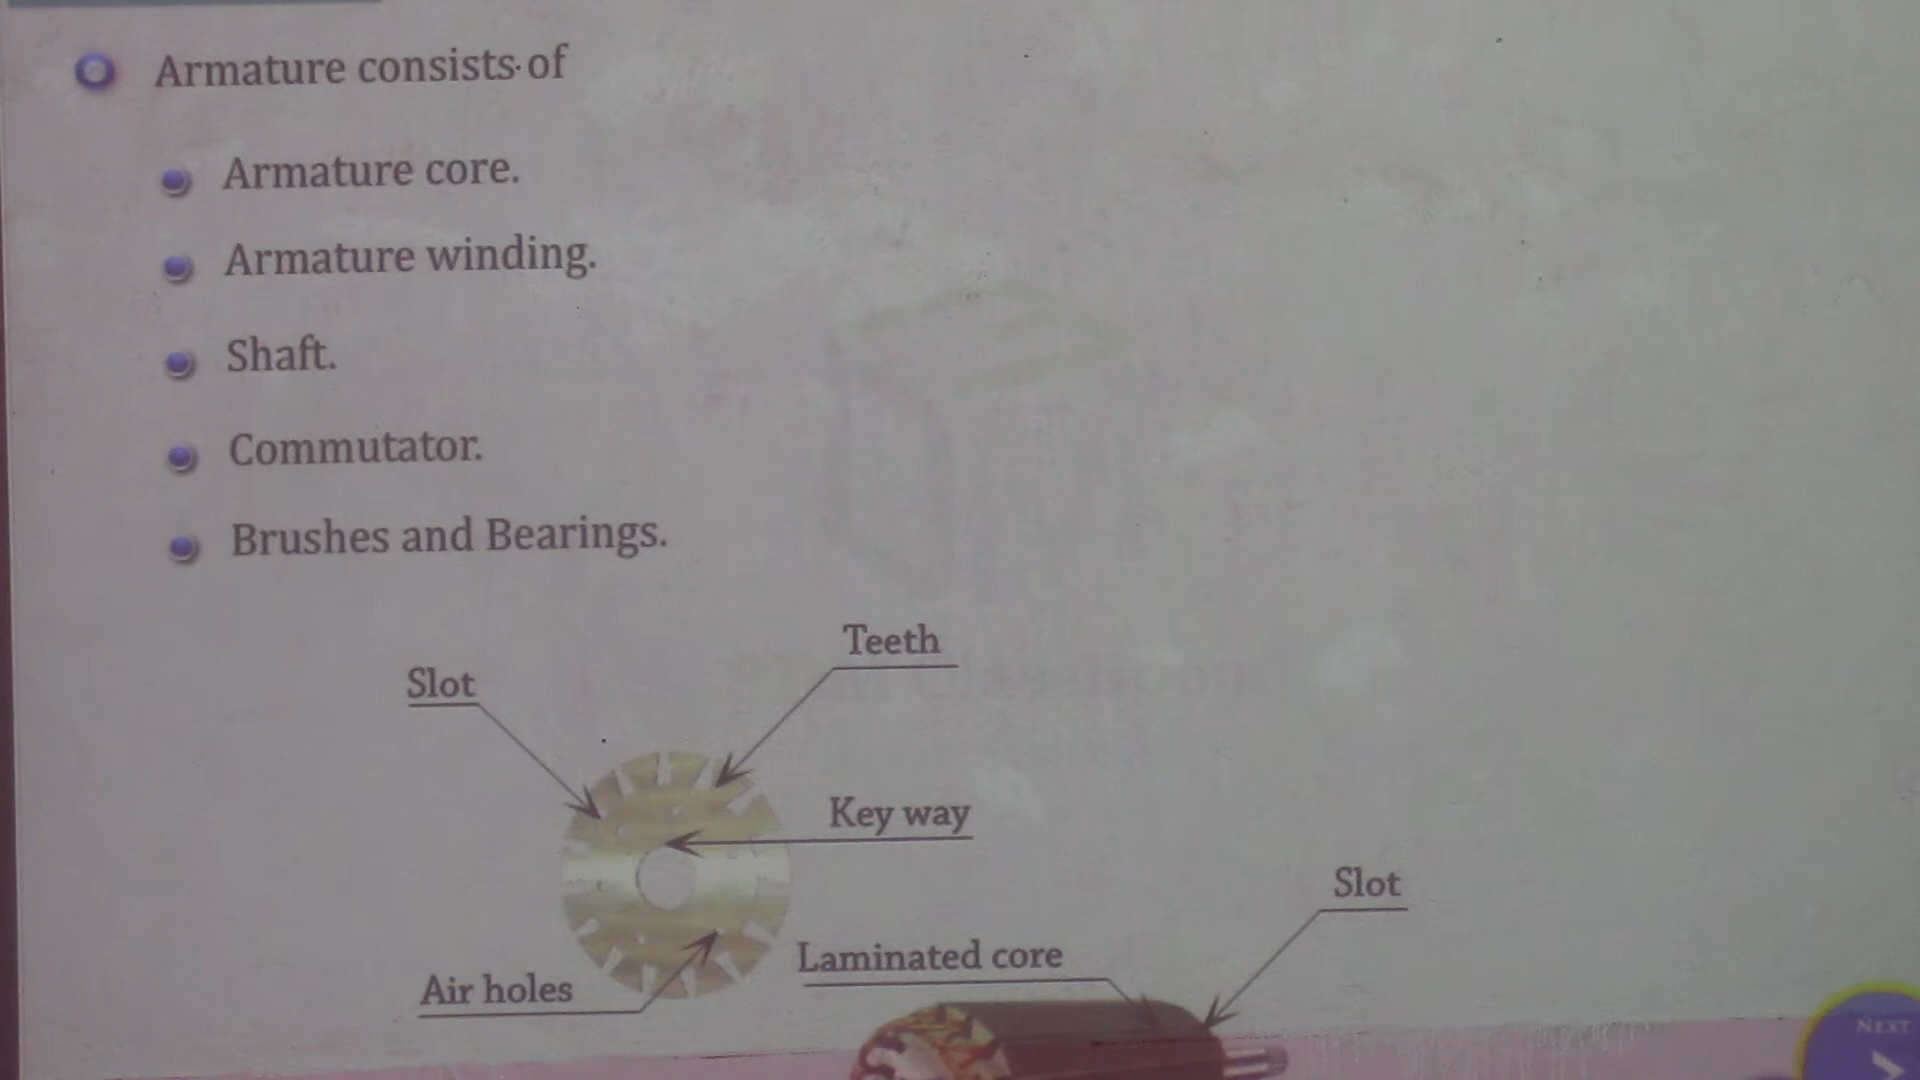 Armature consists of
Armature core.
Armature winding.
Shaft.
Commutator.
Brushes and Bearings.
Teeth
Slot
Key way
Slot
Laminated core
Air holes
NEXT